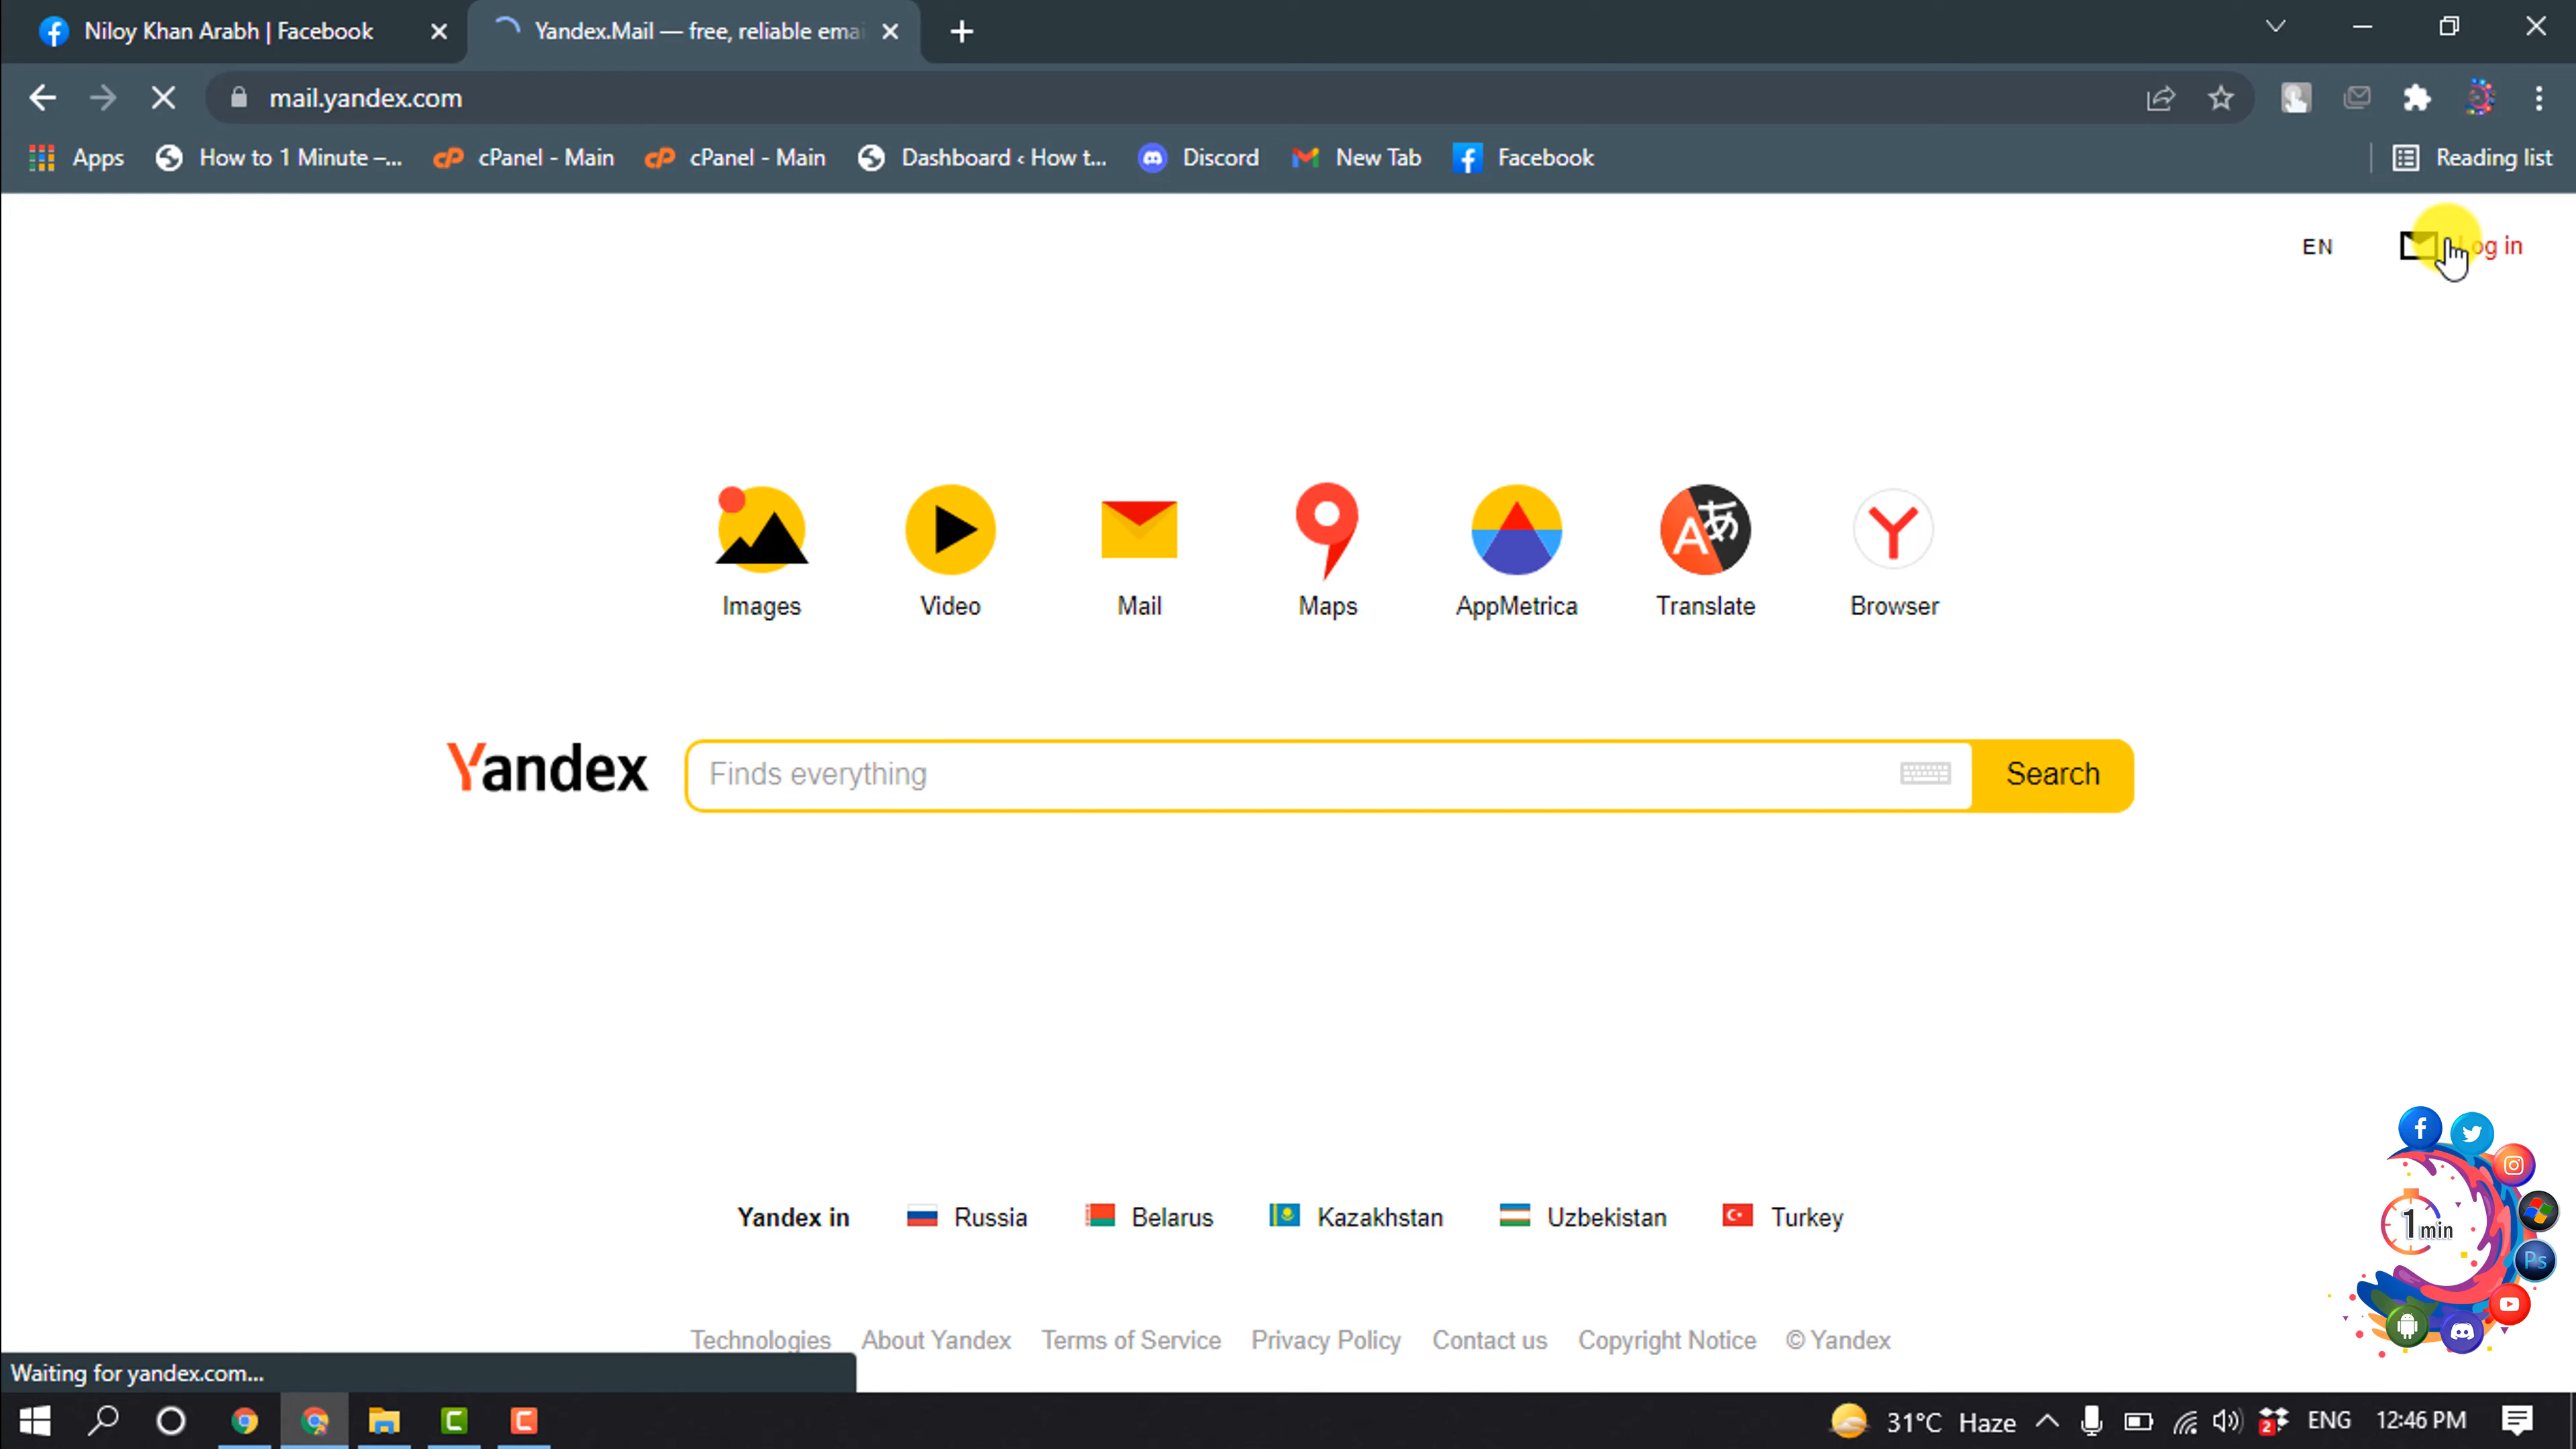 Niloy Khan Arabh | Facebook
Yandex.Mail — free, reliable emai
mail.yandex.com
Apps How to 1 Minute –... cPanel - Main cPanel - Main Dashboard ‹ How t... Discord New Tab Facebook Reading list
EN Log in
Images Video Mail Maps AppMetrica Translate Browser
Yandex Finds everything Search
Yandex in Russia Belarus Kazakhstan Uzbekistan Turkey
1 min
Ps
Technologies About Yandex Terms of Service Privacy Policy Contact us Copyright Notice © Yandex
Waiting for yandex.com...
31°C Haze 2 ENG 12:46 PM